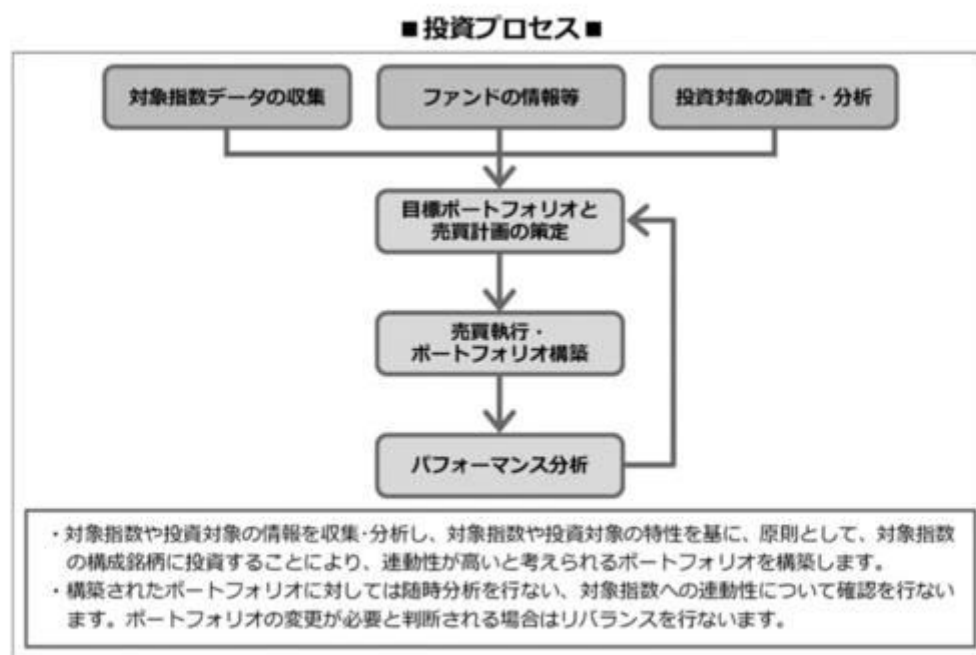 ■投資プロセス■
対象指数データの収集
ファンドの情報等
投資対象の調査・分析
目標ポートフォリオと
売買計画の策定
売買執行・
ポートフォリオ構築
パフォーマンス分析
・対象指数や投資対象の情報を収集・分析し、対象指数や投資対象の特性を基に、原則として、対象指数
の構成銘柄に投資することにより、連動性が高いと考えられるポートフォリオを構築します。
・構築されたポートフォリオに対しては随時分析を行ない、対象指数への連動性について確認を行ない
ます。ポートフォリオの変更が必要と判断される場合はリバランスを行ないます。